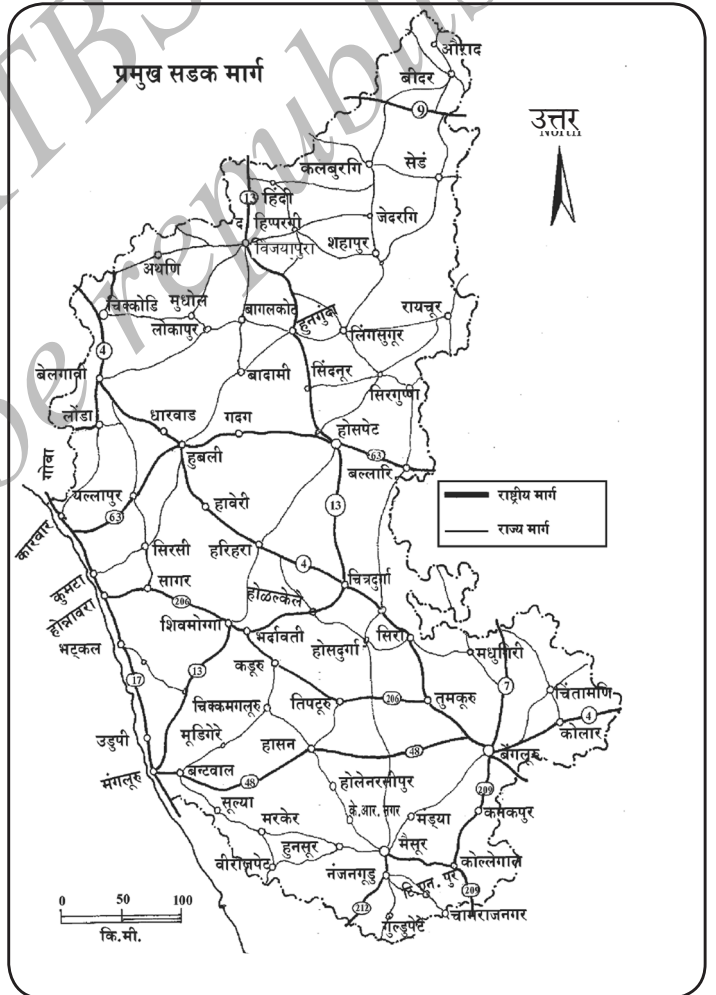 प्रमुख सडक मार्ग
उत्तर
North
औराद
बीदर
9
कलबुरगि
सेडं
13
हिंदी
हिप्परगी
जेदरगि
विजयापुरा
शहापुर
अथणि
चिक्कोडि
मुधोल
बागलकोट
हुनगुंदा
रायचूर
लोकापुर
लिंगसुगूर
4
बेलगावी
बादामी
सिंदनूर
सिरगुप्पा
लोंडा
धारवाड
गदग
होसपेट
हुबली
63
बल्लारि
गोवा
यल्लापुर
हावेरी
13
राष्ट्रीय मार्ग
राज्य मार्ग
63
कारवार
सिरसी
हरिहरा
4
कुमटा
सागर
चित्रदुर्गा
होन्नावरा
206
होळल्केलै
शिवमोग्गा
भर्दावती
होसदुर्गा
सिरा
मधुगिरी
भट्कल
कडूरु
13
7
17
चिंतामणि
चिक्कमगलूरु
तिपटूरु
206
तुमकूरु
4
कोलार
उडुपी
मूडिगेरे
हासन
48
बेंगलूरु
मंगलूरु
बन्टवाल
48
होलेनरसीपुर
209
सूल्या
के.आर. नगर
मड्या
कमकपुर
मरकेर
हुनसूर
मैसूर
वीराजपेट
नंजनगूडु
कोल्लेगाल
टि.एन. पुर
209
212
चामराजनगर
गुल्डुपेटे
0 50 100
कि.मी.